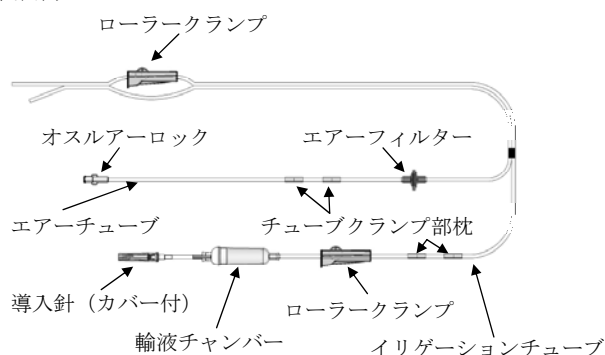 ローラークランプ
オスルアーロック
エアーフィルター
エアーチューブ
チューブクランプ部枕
導入針（カバー付）
ローラークランプ
輸液チャンバー
イリゲーションチューブ